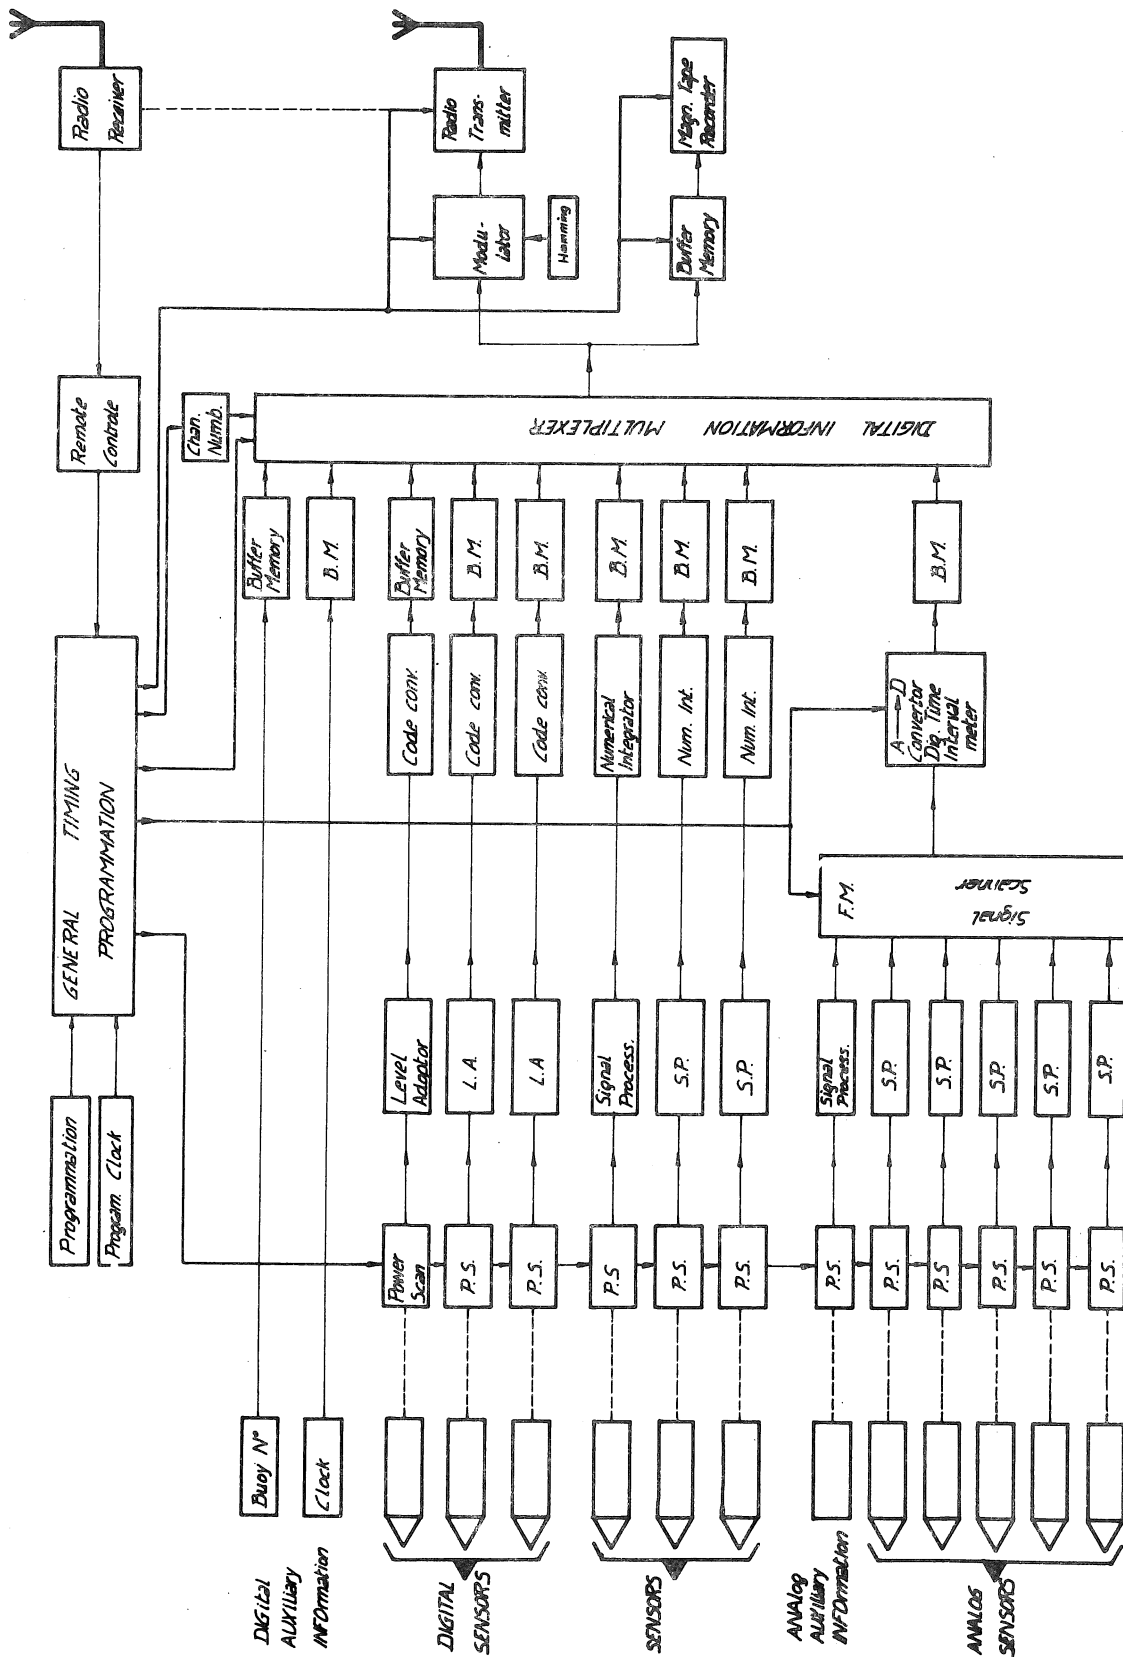 Radio
Receiver
Radio
Trans-
mitter
Magn. Tape
Recorder
Modu-
lator
Hamming
Buffer
Memory
Remote
Controle
Chan.
Numb.
DIGITAL INFORMATION MULTIPLEXER
Buffer
Memory
B.M.
Buffer
Memory
B.M.
B.M.
B.M.
B.M.
B.M.
B.M.
GENERAL TIMING
PROGRAMMATION
Code conv.
Code conv.
Code conv.
Numerical
Integrator
Num. Int.
Num. Int.
A → D
Convertor
Dig. Time
Interval
meter
F.M.
Signal
Scanner
Programmation
Program. Clock
Level
Adaptor
L.A.
L.A
Signal
Process.
S.P.
S.P.
Signal
Process.
S.P.
S.P.
S.P.
S.P.
S.P.
Power
Scan
P.S.
P.S.
P.S
P.S.
P.S.
P.S.
P.S.
P.S
P.S.
P.S.
P.S.
Buoy N°
Clock
DIGital
AUXILIary
INFOrmation
DIGITAL
SENSORS
SENSORS
ANAlog
AUXILIARY
INFOrmation
ANALOG
SENSORS